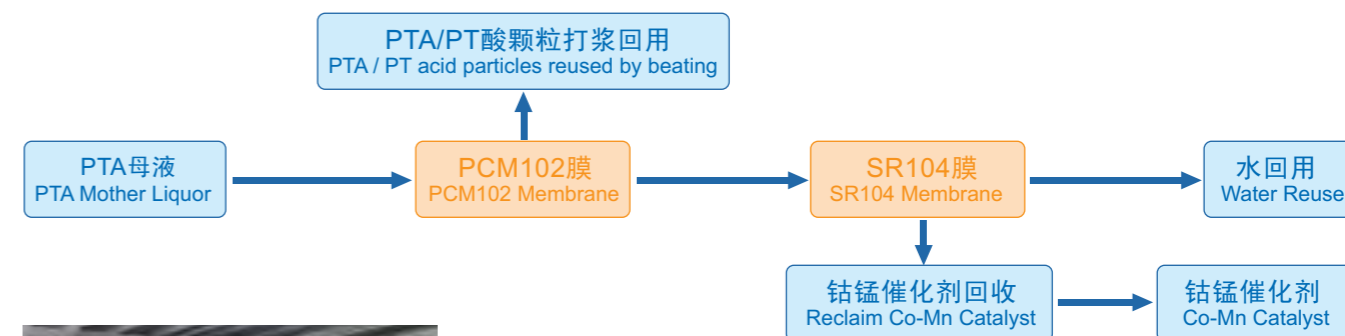 PTA/PT酸颗粒打浆回用
PTA / PT acid particles reused by beating
PTA母液
PTA Mother Liquor
PCM102膜
PCM102 Membrane
SR104膜
SR104 Membrane
水回用
Water Reuse
钴锰催化剂回收
Reclaim Co-Mn Catalyst
钴锰催化剂
Co-Mn Catalyst